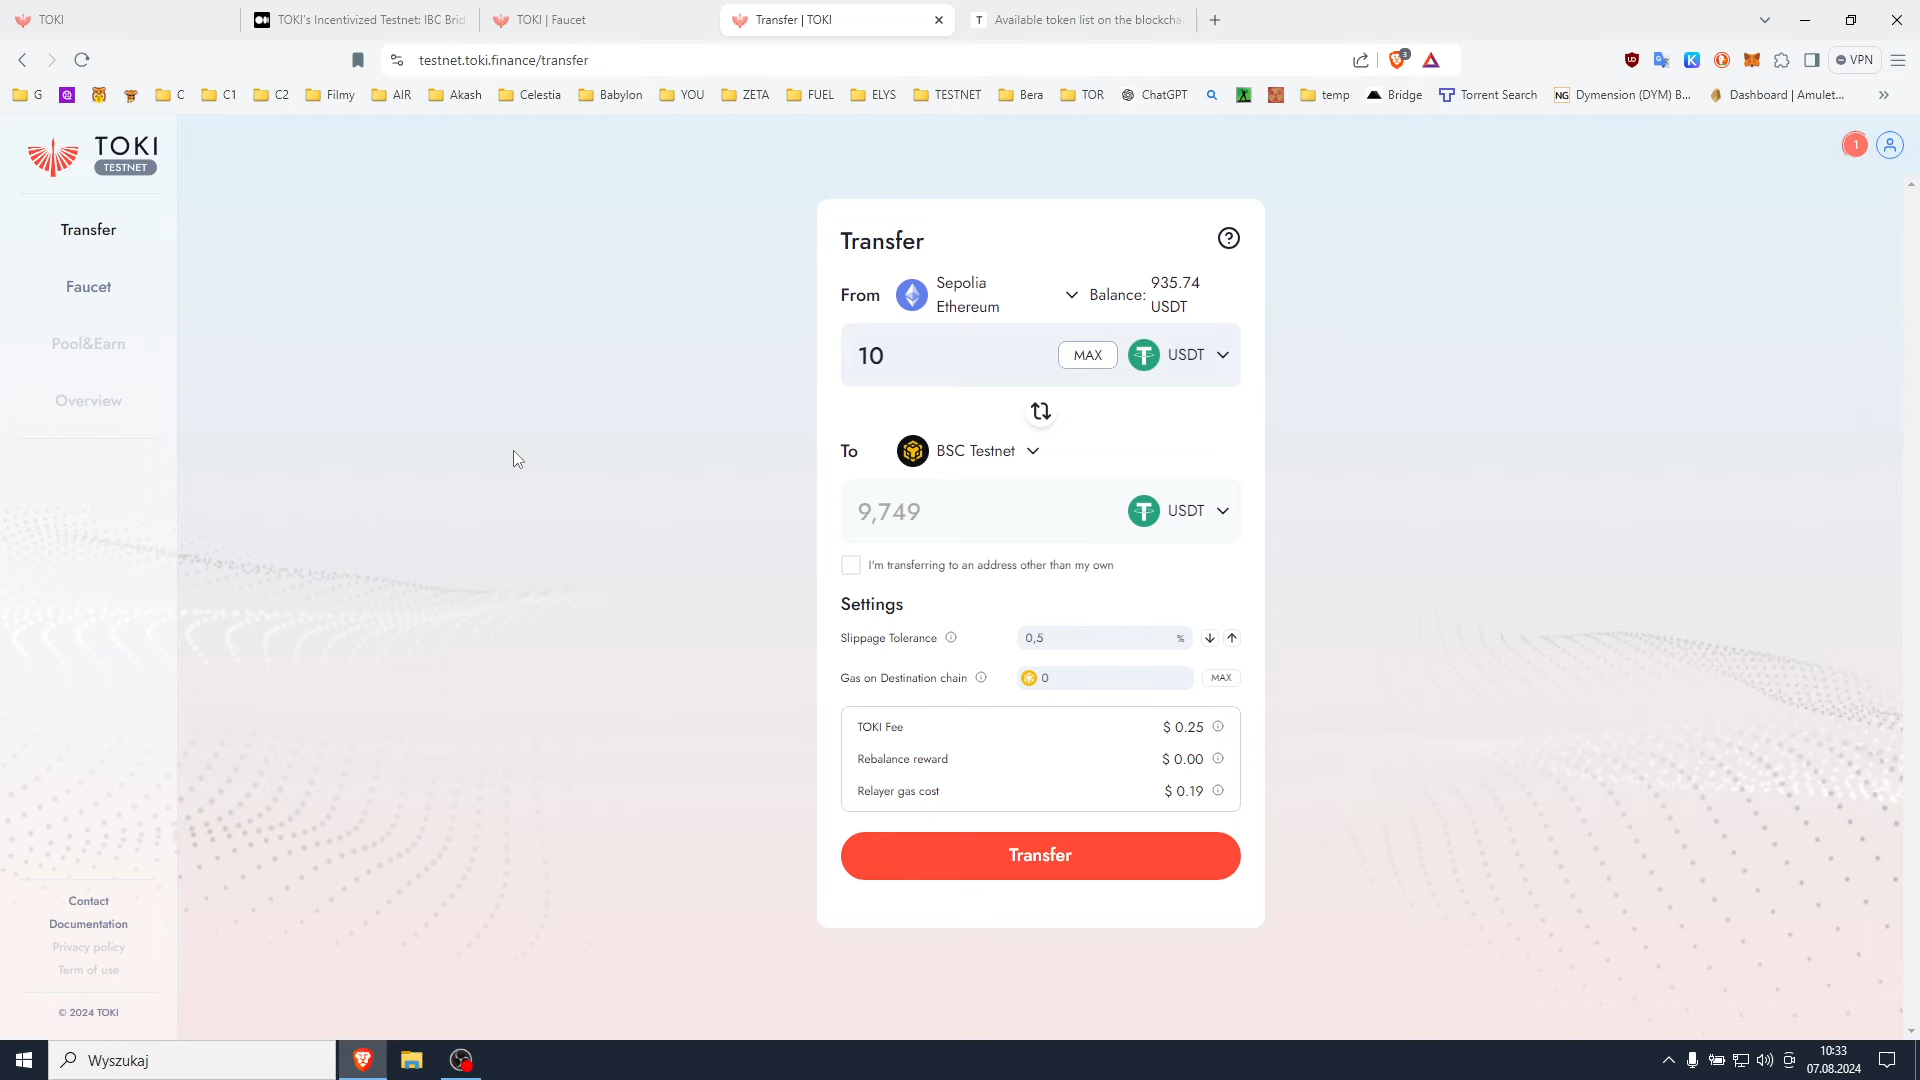 TOKI
TOKI's Incentivized Testnet: IBC Brid
TOKI | Faucet
Transfer | TOKI
Available token list on the blockchai
testnet.toki.finance/transfer
3
VPN
G
C
C1
C2
Filmy
AIR
Akash
Celestia
Babylon
YOU
ZETA
FUEL
ELYS
TESTNET
Bera
TOR
ChatGPT
temp
Bridge
Torrent Search
NG
Dymension (DYM) B...
Dashboard | Amulet...
TOKI
TESTNET
1
Transfer
Faucet
Pool&Earn
Overview
Transfer
From
Sepolia
Ethereum
Balance:
935.74
USDT
10
MAX
USDT
To
BSC Testnet
9,749
USDT
I'm transferring to an address other than my own
Settings
Slippage Tolerance
0,5
%
Gas on Destination chain
0
MAX
TOKI Fee
$ 0.25
Rebalance reward
$ 0.00
Relayer gas cost
$ 0.19
Transfer
Contact
Documentation
Privacy policy
Term of use
© 2024 TOKI
Wyszukaj
10:33
07.08.2024